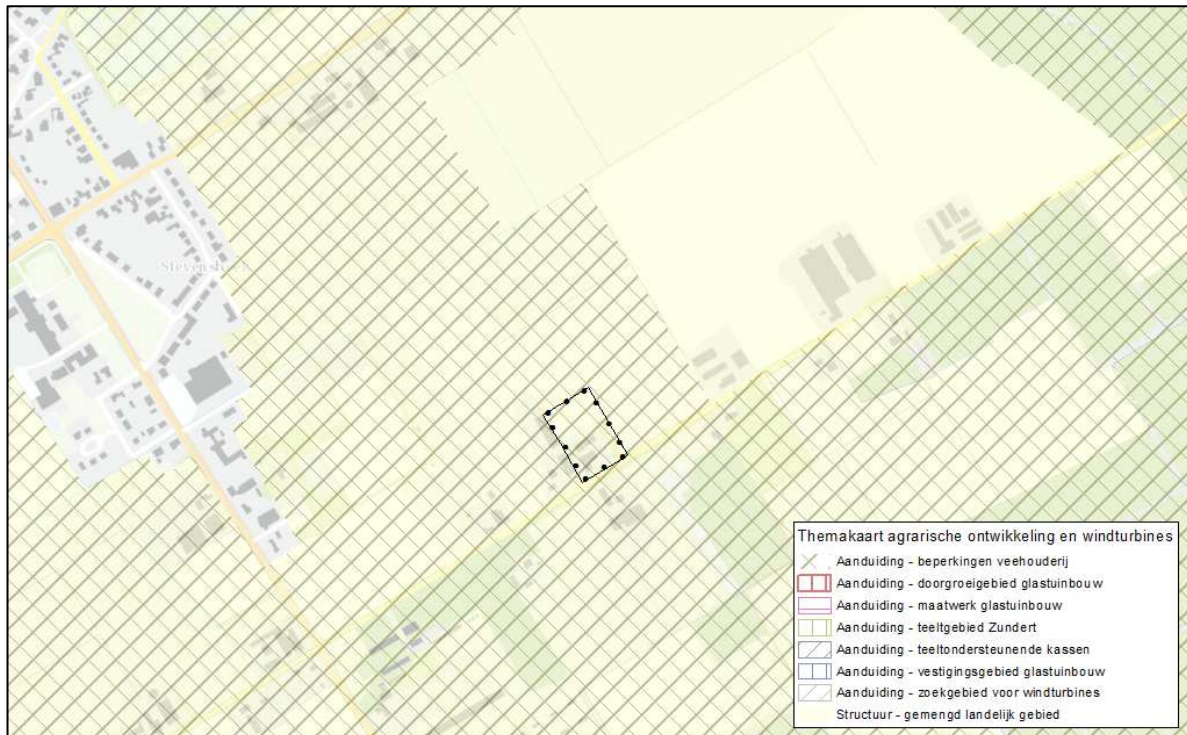 Stevensbeek
Themakaart agrarische ontwikkeling en windturbines
Aanduiding - beperkingen veehouderij
Aanduiding - doorgroeigebied glastuinbouw
Aanduiding - maatwerk glastuinbouw
Aanduiding - teeltgebied Zundert
Aanduiding - teeltondersteunende kassen
Aanduiding - vestigingsgebied glastuinbouw
Aanduiding - zoekgebied voor windturbines
Structuur - gemengd landelijk gebied